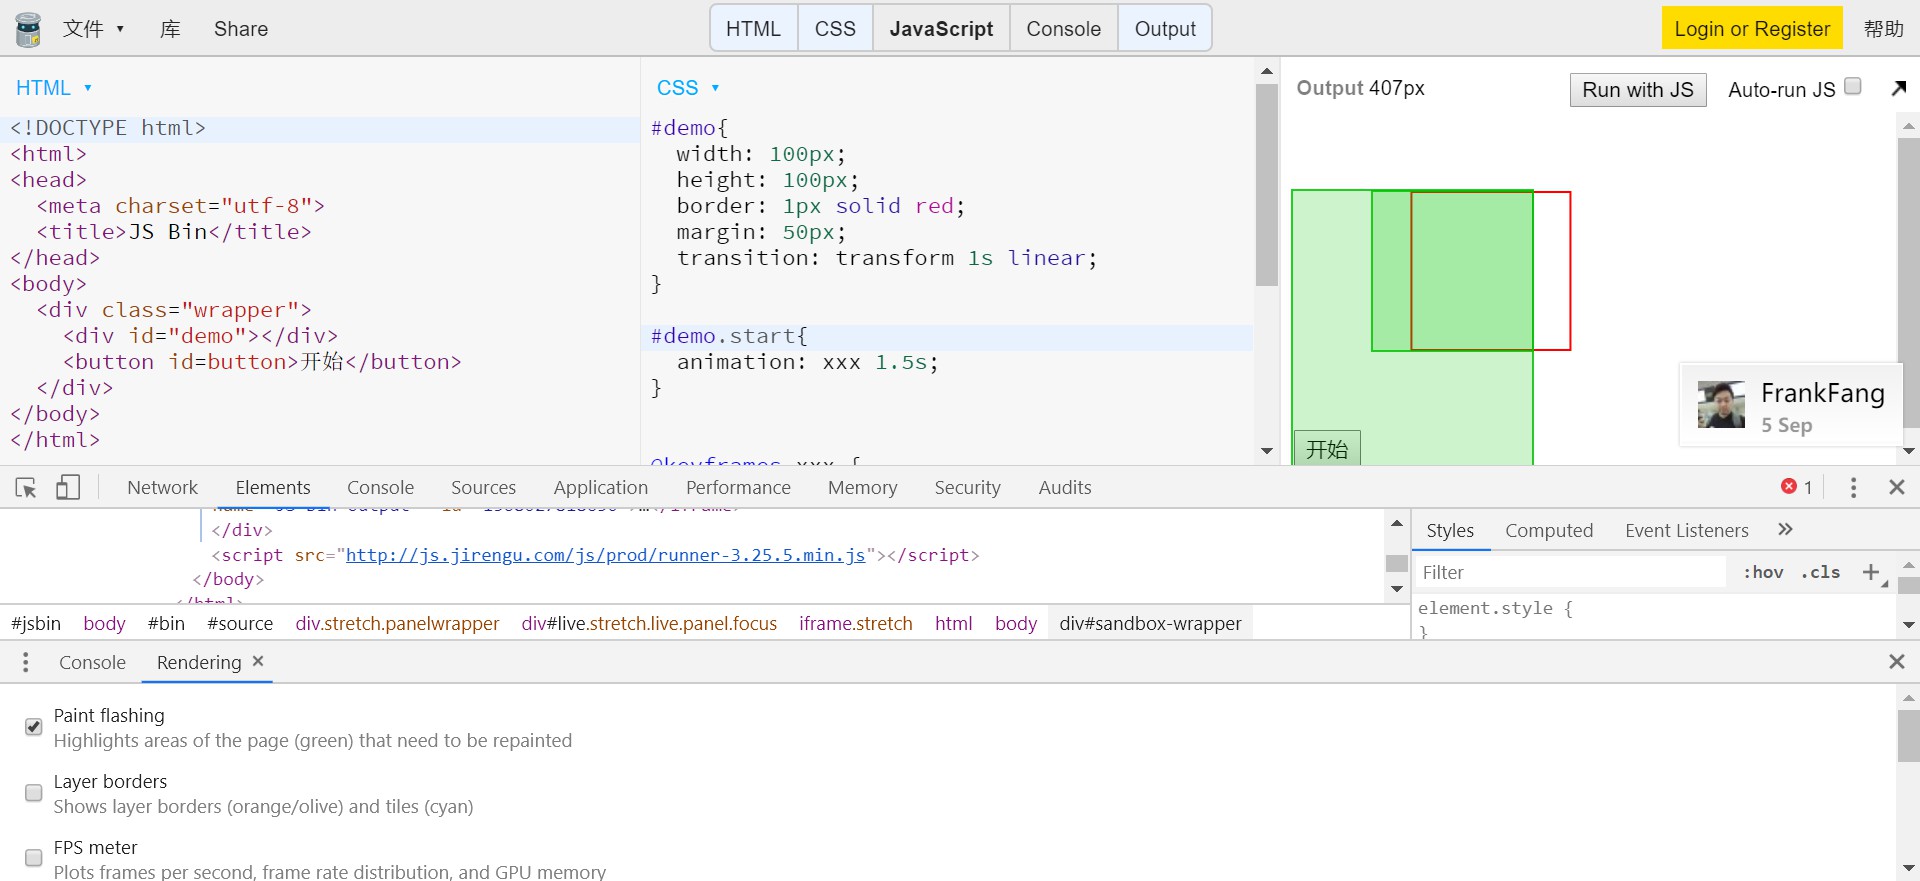 文件 ▼ 库 Share HTML CSS JavaScript Console Output Login or Register 帮助
HTML ▼
<!DOCTYPE html>
<html>
<head>
<meta charset="utf-8">
<title>JS Bin</title>
</head>
<body>
<div class="wrapper">
<div id="demo"></div>
<button id=button>开始</button>
</div>
</body>
</html>
CSS ▼
#demo{
width: 100px;
height: 100px;
border: 1px solid red;
margin: 50px;
transition: transform 1s linear;
}
#demo.start{
animation: xxx 1.5s;
}
@keyframes xxx {
Output 407px Run with JS Auto-run JS
开始
FrankFang
5 Sep
Network Elements Console Sources Application Performance Memory Security Audits 1
</div>
<script src="http://js.jirengu.com/js/prod/runner-3.25.5.min.js"></script>
</body>
</html>
#jsbin body #bin #source div.stretch.panelwrapper div#live.stretch.live.panel.focus iframe.stretch html body div#sandbox-wrapper
Styles Computed Event Listeners »
Filter :hov .cls +
element.style {
}
Console Rendering ×
Paint flashing
Highlights areas of the page (green) that need to be repainted
Layer borders
Shows layer borders (orange/olive) and tiles (cyan)
FPS meter
Plots frames per second, frame rate distribution, and GPU memory